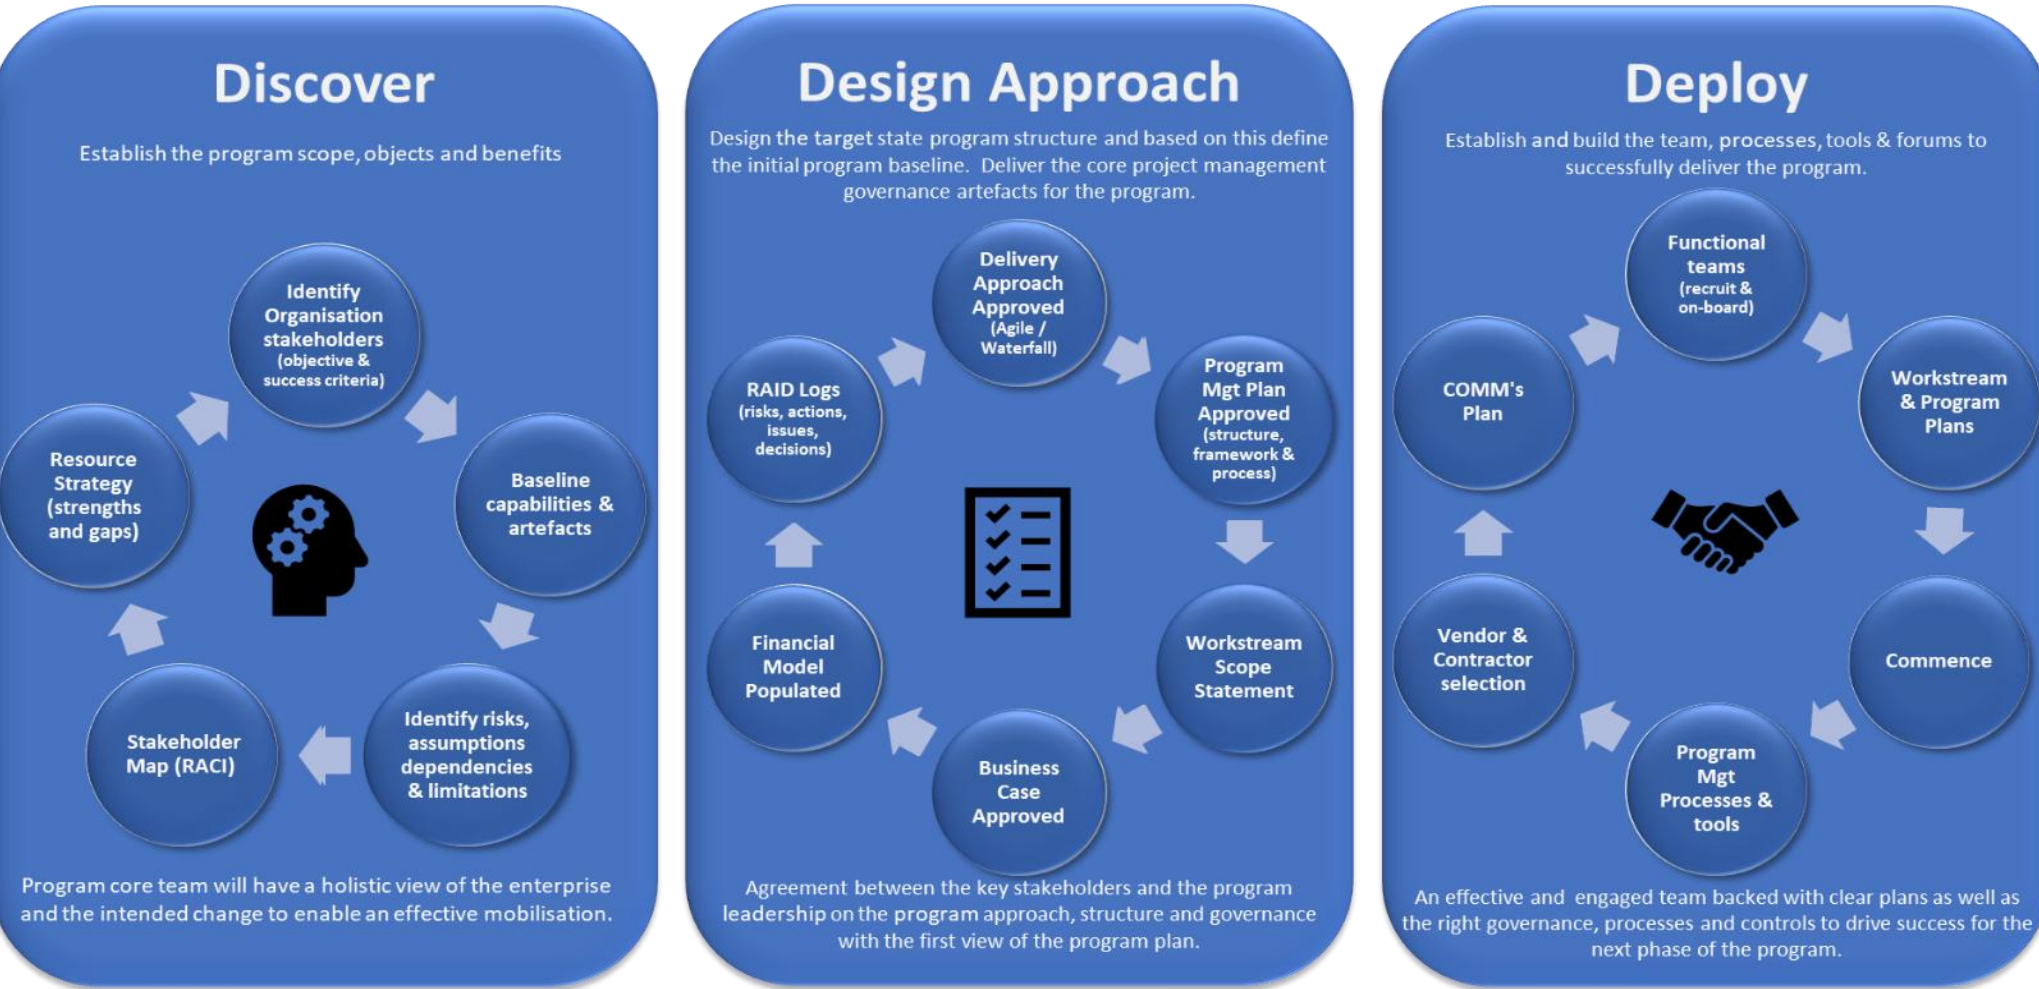 Discover
Establish the program scope, objects and benefits
Identify
Organisation
stakeholders
(objective &
success criteria)
Baseline
capabilities &
artefacts
Identify risks,
assumptions
dependencies
& limitations
Stakeholder
Map (RACI)
Resource
Strategy
(strengths
and gaps)
Program core team will have a holistic view of the enterprise
and the intended change to enable an effective mobilisation.
Design Approach
Design the target state program structure and based on this define
the initial program baseline. Deliver the core project management
governance artefacts for the program.
Delivery
Approach
Approved
(Agile /
Waterfall)
Program
Mgt Plan
Approved
(structure,
framework &
process)
Workstream
Scope
Statement
Business
Case
Approved
Financial
Model
Populated
RAID Logs
(risks, actions,
issues,
decisions)
Agreement between the key stakeholders and the program
leadership on the program approach, structure and governance
with the first view of the program plan.
Deploy
Establish and build the team, processes, tools & forums to
successfully deliver the program.
Functional
teams
(recruit &
on-board)
Workstream
& Program
Plans
Commence
Program
Mgt
Processes &
tools
Vendor &
Contractor
selection
COMM's
Plan
An effective and engaged team backed with clear plans as well as
the right governance, processes and controls to drive success for the
next phase of the program.